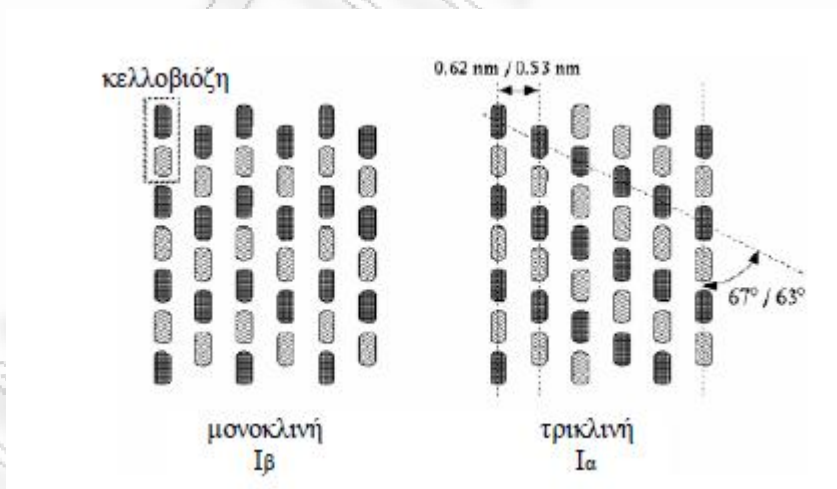 κελλοβιόζη
0.62 nm / 0.53 nm
67° / 63°
μονοκλινή
Iβ
τρικλινή
Iα